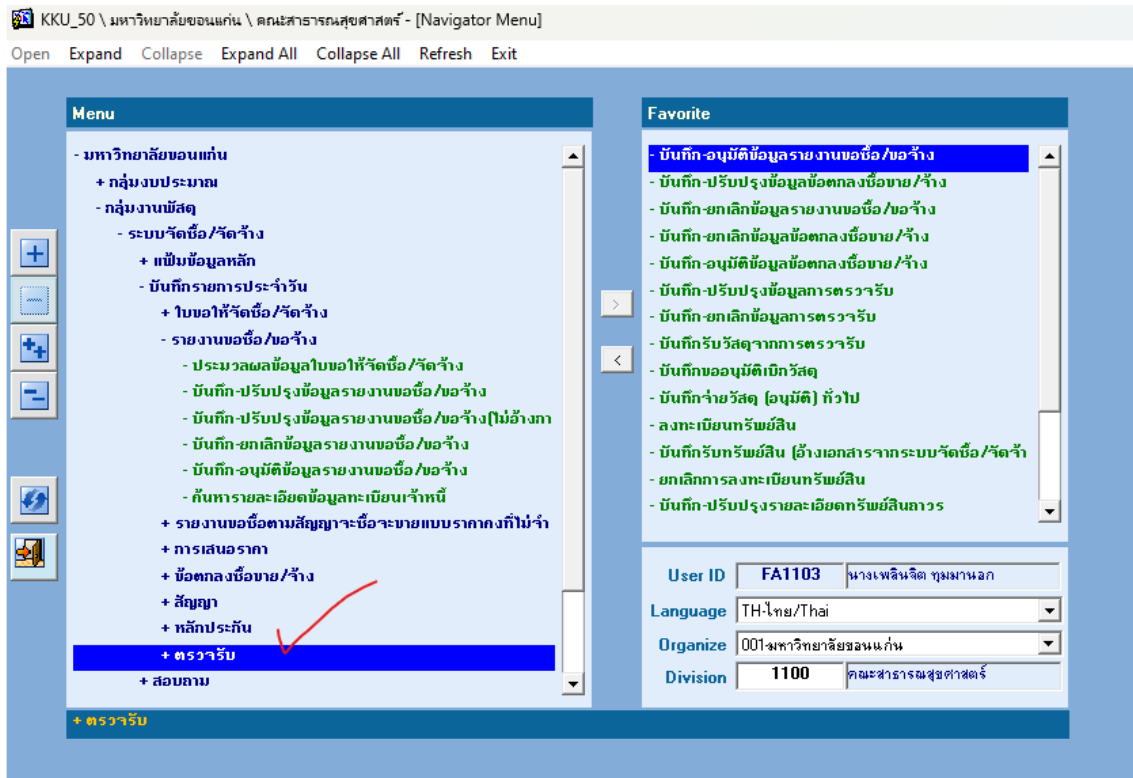 KKU_50 \ มหาวิทยาลัยขอนแก่น \ คณะสาธารณสุขศาสตร์ - [Navigator Menu]
Open Expand Collapse Expand All Collapse All Refresh Exit
Menu
- มหาวิทยาลัยขอนแก่น
+ กลุ่มงบประมาณ
- กลุ่มงานพัสดุ
- ระบบจัดซื้อ/จัดจ้าง
+ แฟ้มข้อมูลหลัก
- บันทึกรายการประจำวัน
+ ใบขอให้จัดซื้อ/จัดจ้าง
- รายงานขอซื้อ/ขอจ้าง
- ประมวลผลข้อมูลใบขอให้จัดซื้อ/จัดจ้าง
- บันทึก-ปรับปรุงข้อมูลรายงานขอซื้อ/ขอจ้าง
- บันทึก-ปรับปรุงข้อมูลรายงานขอซื้อ/ขอจ้าง(ไม่อ้างกา
- บันทึก-ยกเลิกข้อมูลรายงานขอซื้อ/ขอจ้าง
- บันทึก-อนุมัติข้อมูลรายงานขอซื้อ/ขอจ้าง
- ค้นหารายละเอียดข้อมูลทะเบียนเจ้าหนี้
+ รายงานขอซื้อตามสัญญาจะซื้อจะขายแบบราคาคงที่ไม่จำ
+ การเสนอราคา
+ ข้อตกลงซื้อขาย/จ้าง
+ สัญญา
+ หลักประกัน
+ ตรวจรับ
+ สอบถาม
+ ตรวจรับ
Favorite
- บันทึก-อนุมัติข้อมูลรายงานขอซื้อ/ขอจ้าง
- บันทึก-ปรับปรุงข้อมูลข้อตกลงซื้อขาย/จ้าง
- บันทึก-ยกเลิกข้อมูลรายงานขอซื้อ/ขอจ้าง
- บันทึก-ยกเลิกข้อมูลข้อตกลงซื้อขาย/จ้าง
- บันทึก-อนุมัติข้อมูลข้อตกลงซื้อขาย/จ้าง
- บันทึก-ปรับปรุงข้อมูลการตรวจรับ
- บันทึก-ยกเลิกข้อมูลการตรวจรับ
- บันทึกรับวัสดุจากการตรวจรับ
- บันทึกขออนุมัติเบิกวัสดุ
- บันทึกจ่ายวัสดุ (อนุมัติ) ทั่วไป
- ลงทะเบียนทรัพย์สิน
- บันทึกรับทรัพย์สิน (อ้างเอกสารจากระบบจัดซื้อ/จัดจ้า
- ยกเลิกการลงทะเบียนทรัพย์สิน
- บันทึก-ปรับปรุงรายละเอียดทรัพย์สินถาวร
User ID FA1103 นางเพลินจิต ทุมมานอก
Language TH-ไทย/Thai
Organize 001-มหาวิทยาลัยขอนแก่น
Division 1100 คณะสาธารณสุขศาสตร์